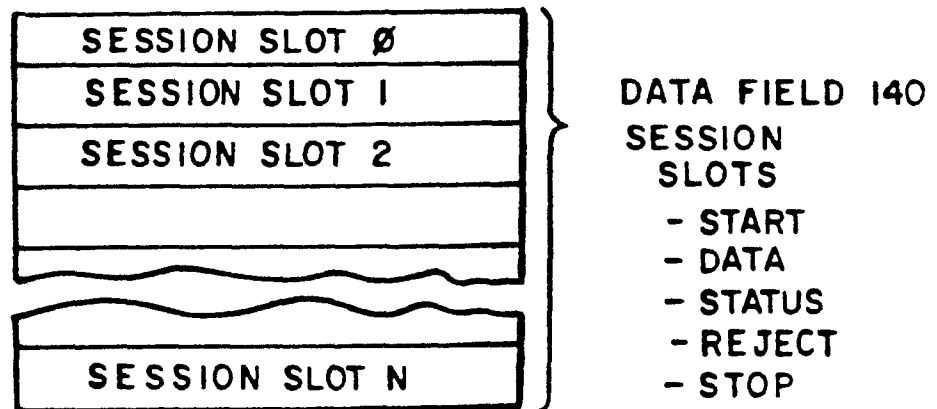 SESSION SLOT Ø
SESSION SLOT 1
SESSION SLOT 2
SESSION SLOT N
DATA FIELD 140
SESSION
SLOTS
- START
- DATA
- STATUS
- REJECT
- STOP